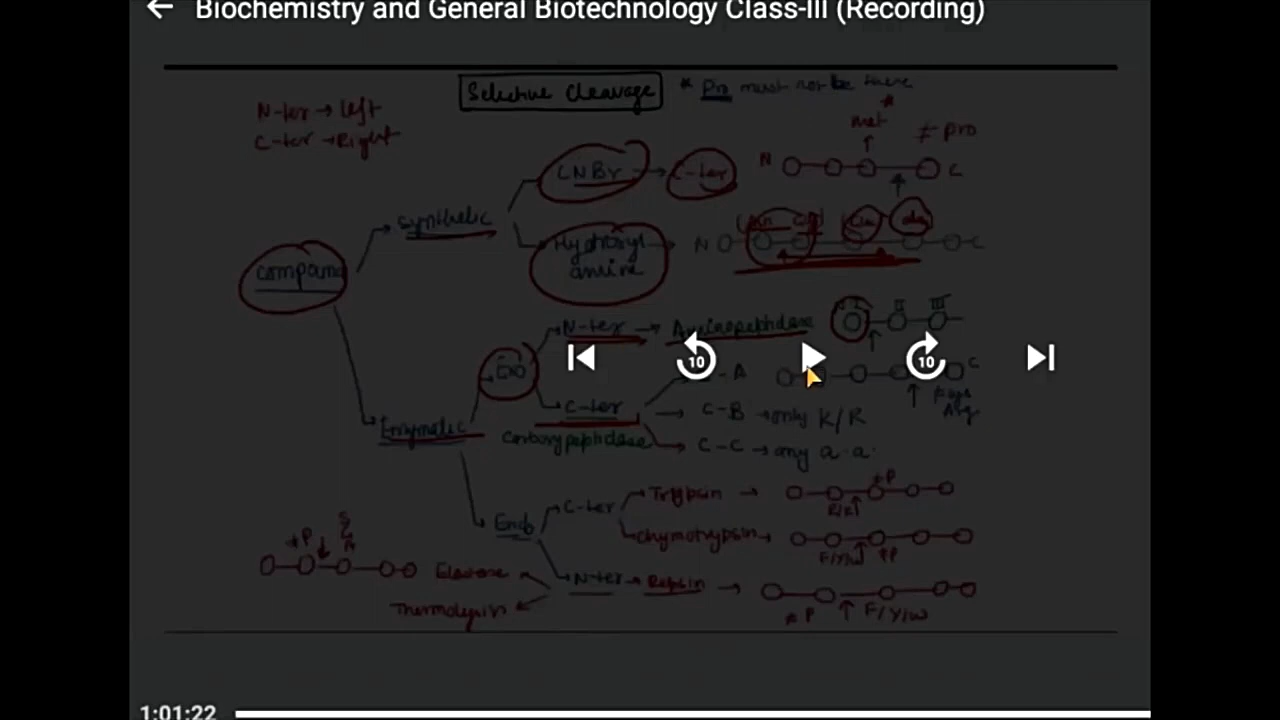 Biochemistry and General Biotechnology Class-III (Recording)
Selective Cleavage
* Pro must not be there
N-ter → left
C-ter → Right
Met *
≠ Pro
CNBr → C-ter
N C
Synthetic
Hydroxyl
amine
N C
Compound
I II III
N-ter → Aminopeptidase
Exo
10 10
- A C
C-ter
C-B → only K/R
Arg
Enzymatic
Carboxypeptidase
C-C → any a.a.
≠P
C-ter Trypsin →
R/K
Endo
Chymotrypsin →
F/Y/W ≠P
S
G
A
≠P
Elastase
N-ter → Pepsin →
Thermolysin
≠ P F/Y/W
1:01:22